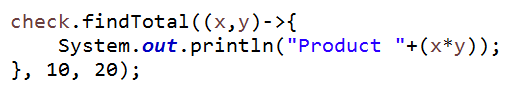 check.findTotal((x,y)->{
    System.out.println("Product "+(x*y));
}, 10, 20);